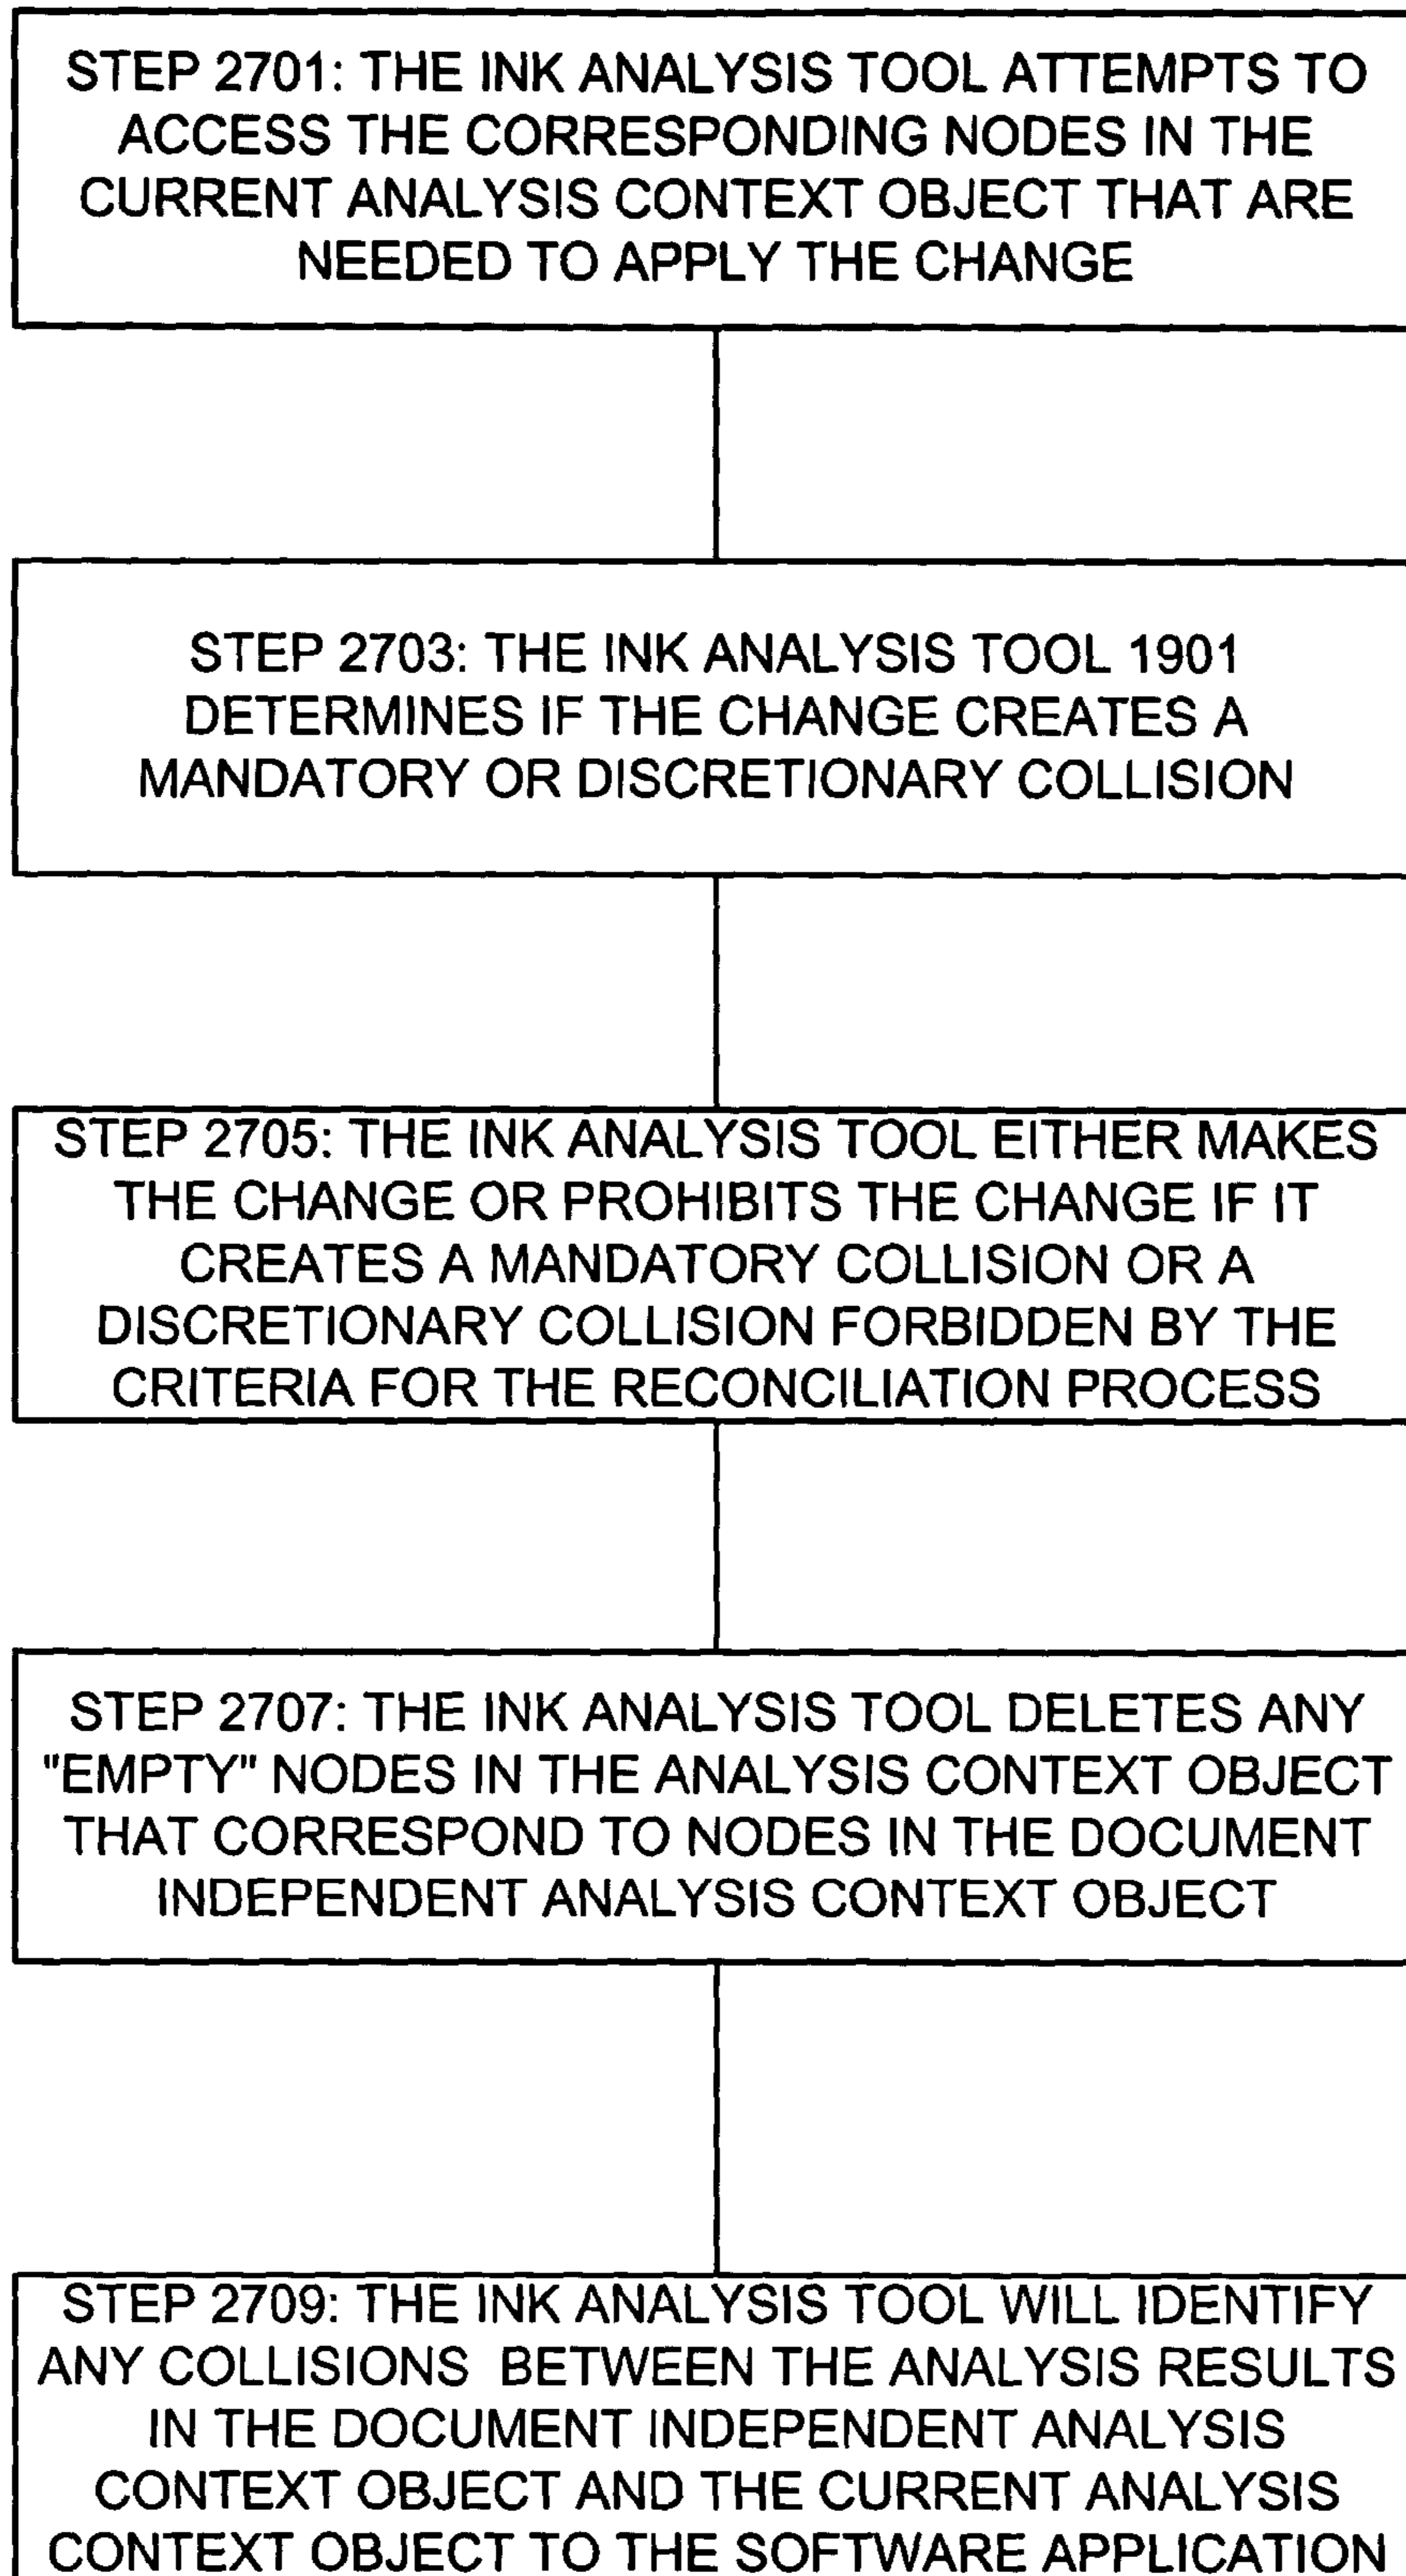 STEP 2701: THE INK ANALYSIS TOOL ATTEMPTS TO
ACCESS THE CORRESPONDING NODES IN THE
CURRENT ANALYSIS CONTEXT OBJECT THAT ARE
NEEDED TO APPLY THE CHANGE
STEP 2703: THE INK ANALYSIS TOOL 1901
DETERMINES IF THE CHANGE CREATES A
MANDATORY OR DISCRETIONARY COLLISION
STEP 2705: THE INK ANALYSIS TOOL EITHER MAKES
THE CHANGE OR PROHIBITS THE CHANGE IF IT
CREATES A MANDATORY COLLISION OR A
DISCRETIONARY COLLISION FORBIDDEN BY THE
CRITERIA FOR THE RECONCILIATION PROCESS
STEP 2707: THE INK ANALYSIS TOOL DELETES ANY
"EMPTY" NODES IN THE ANALYSIS CONTEXT OBJECT
THAT CORRESPOND TO NODES IN THE DOCUMENT
INDEPENDENT ANALYSIS CONTEXT OBJECT
STEP 2709: THE INK ANALYSIS TOOL WILL IDENTIFY
ANY COLLISIONS BETWEEN THE ANALYSIS RESULTS
IN THE DOCUMENT INDEPENDENT ANALYSIS
CONTEXT OBJECT AND THE CURRENT ANALYSIS
CONTEXT OBJECT TO THE SOFTWARE APPLICATION